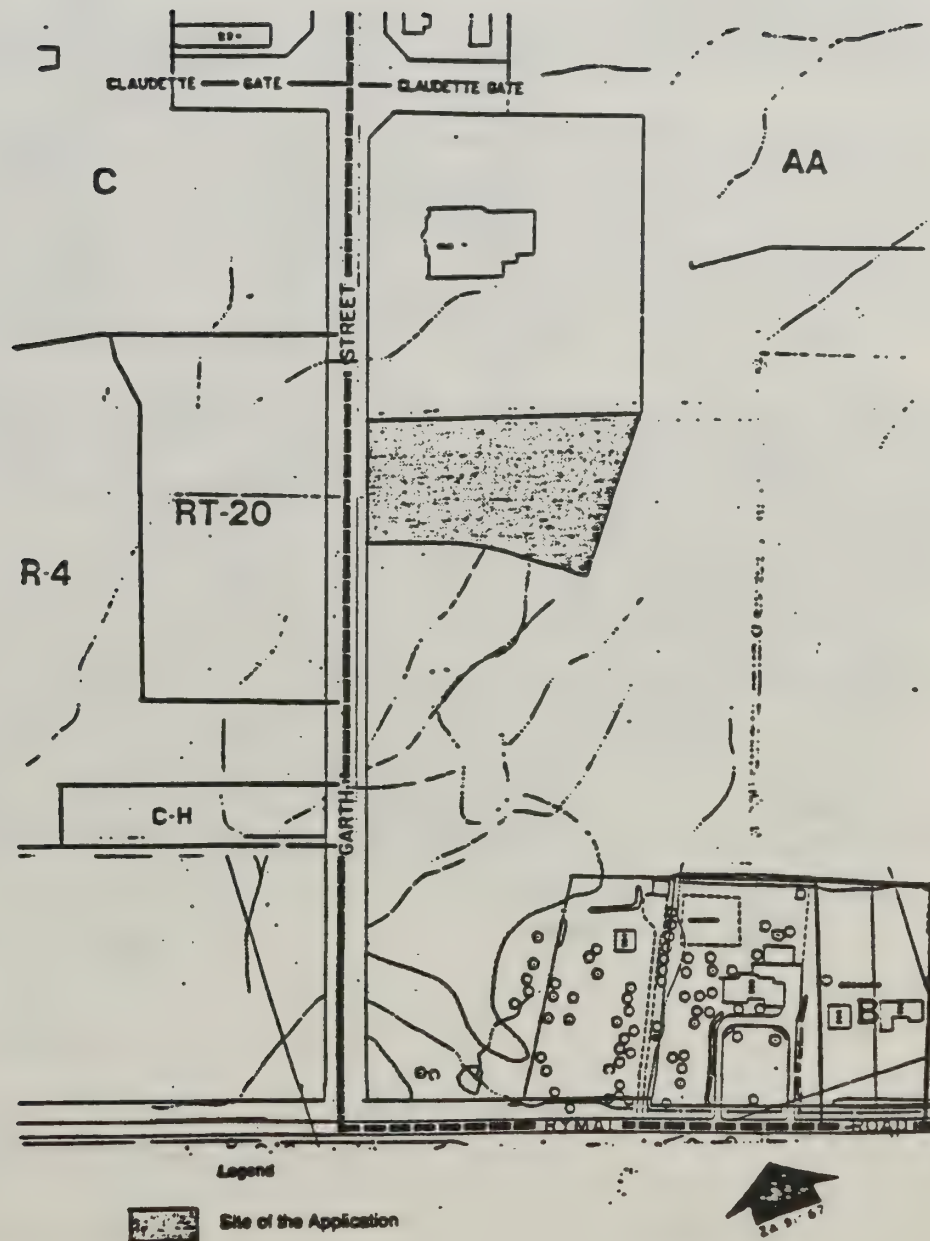 CLAUDETTE GATE
CLAUDETTE GATE
C
AA
STREET
RT-20
R-4
C-H
GARTH
B
RYMAL ROAD
Legend
Site of the Application